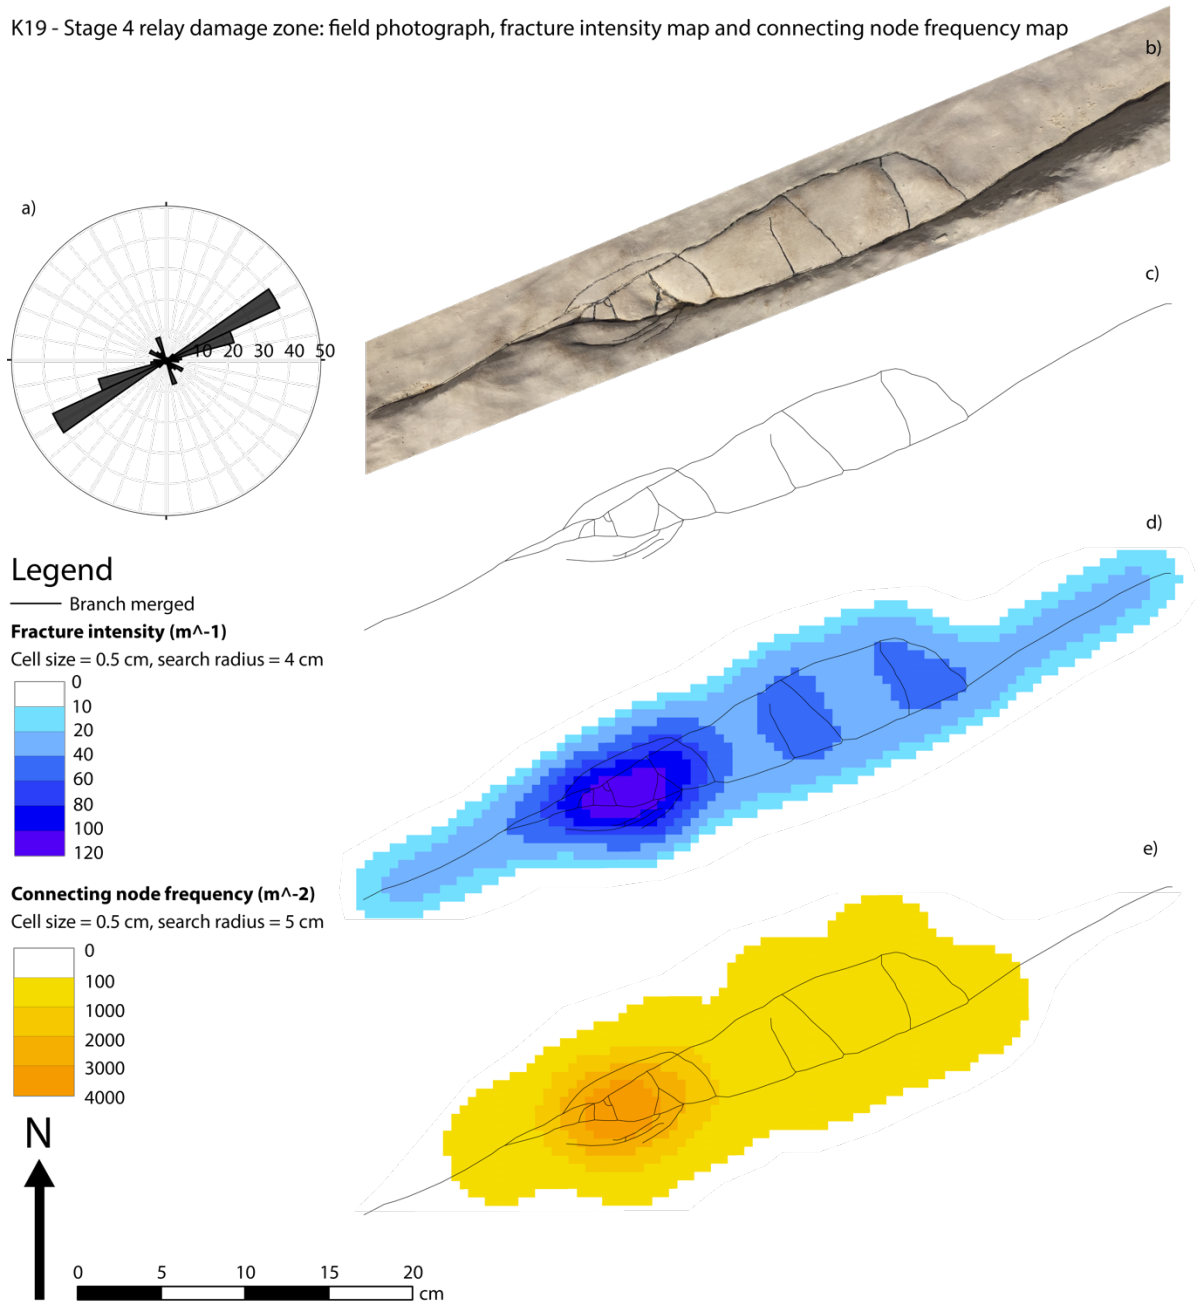 K19 - Stage 4 relay damage zone: field photograph, fracture intensity map and connecting node frequency map
b)
a)
10 20 30 40 50
c)
d)
Legend
Branch merged
Fracture intensity (m^-1)
Cell size = 0.5 cm, search radius = 4 cm
0
10
20
40
60
80
100
120
e)
Connecting node frequency (m^-2)
Cell size = 0.5 cm, search radius = 5 cm
0
100
1000
2000
3000
4000
N
0 5 10 15 20
cm